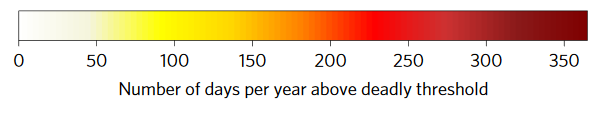 0 50 100 150 200 250 300 350
Number of days per year above deadly threshold